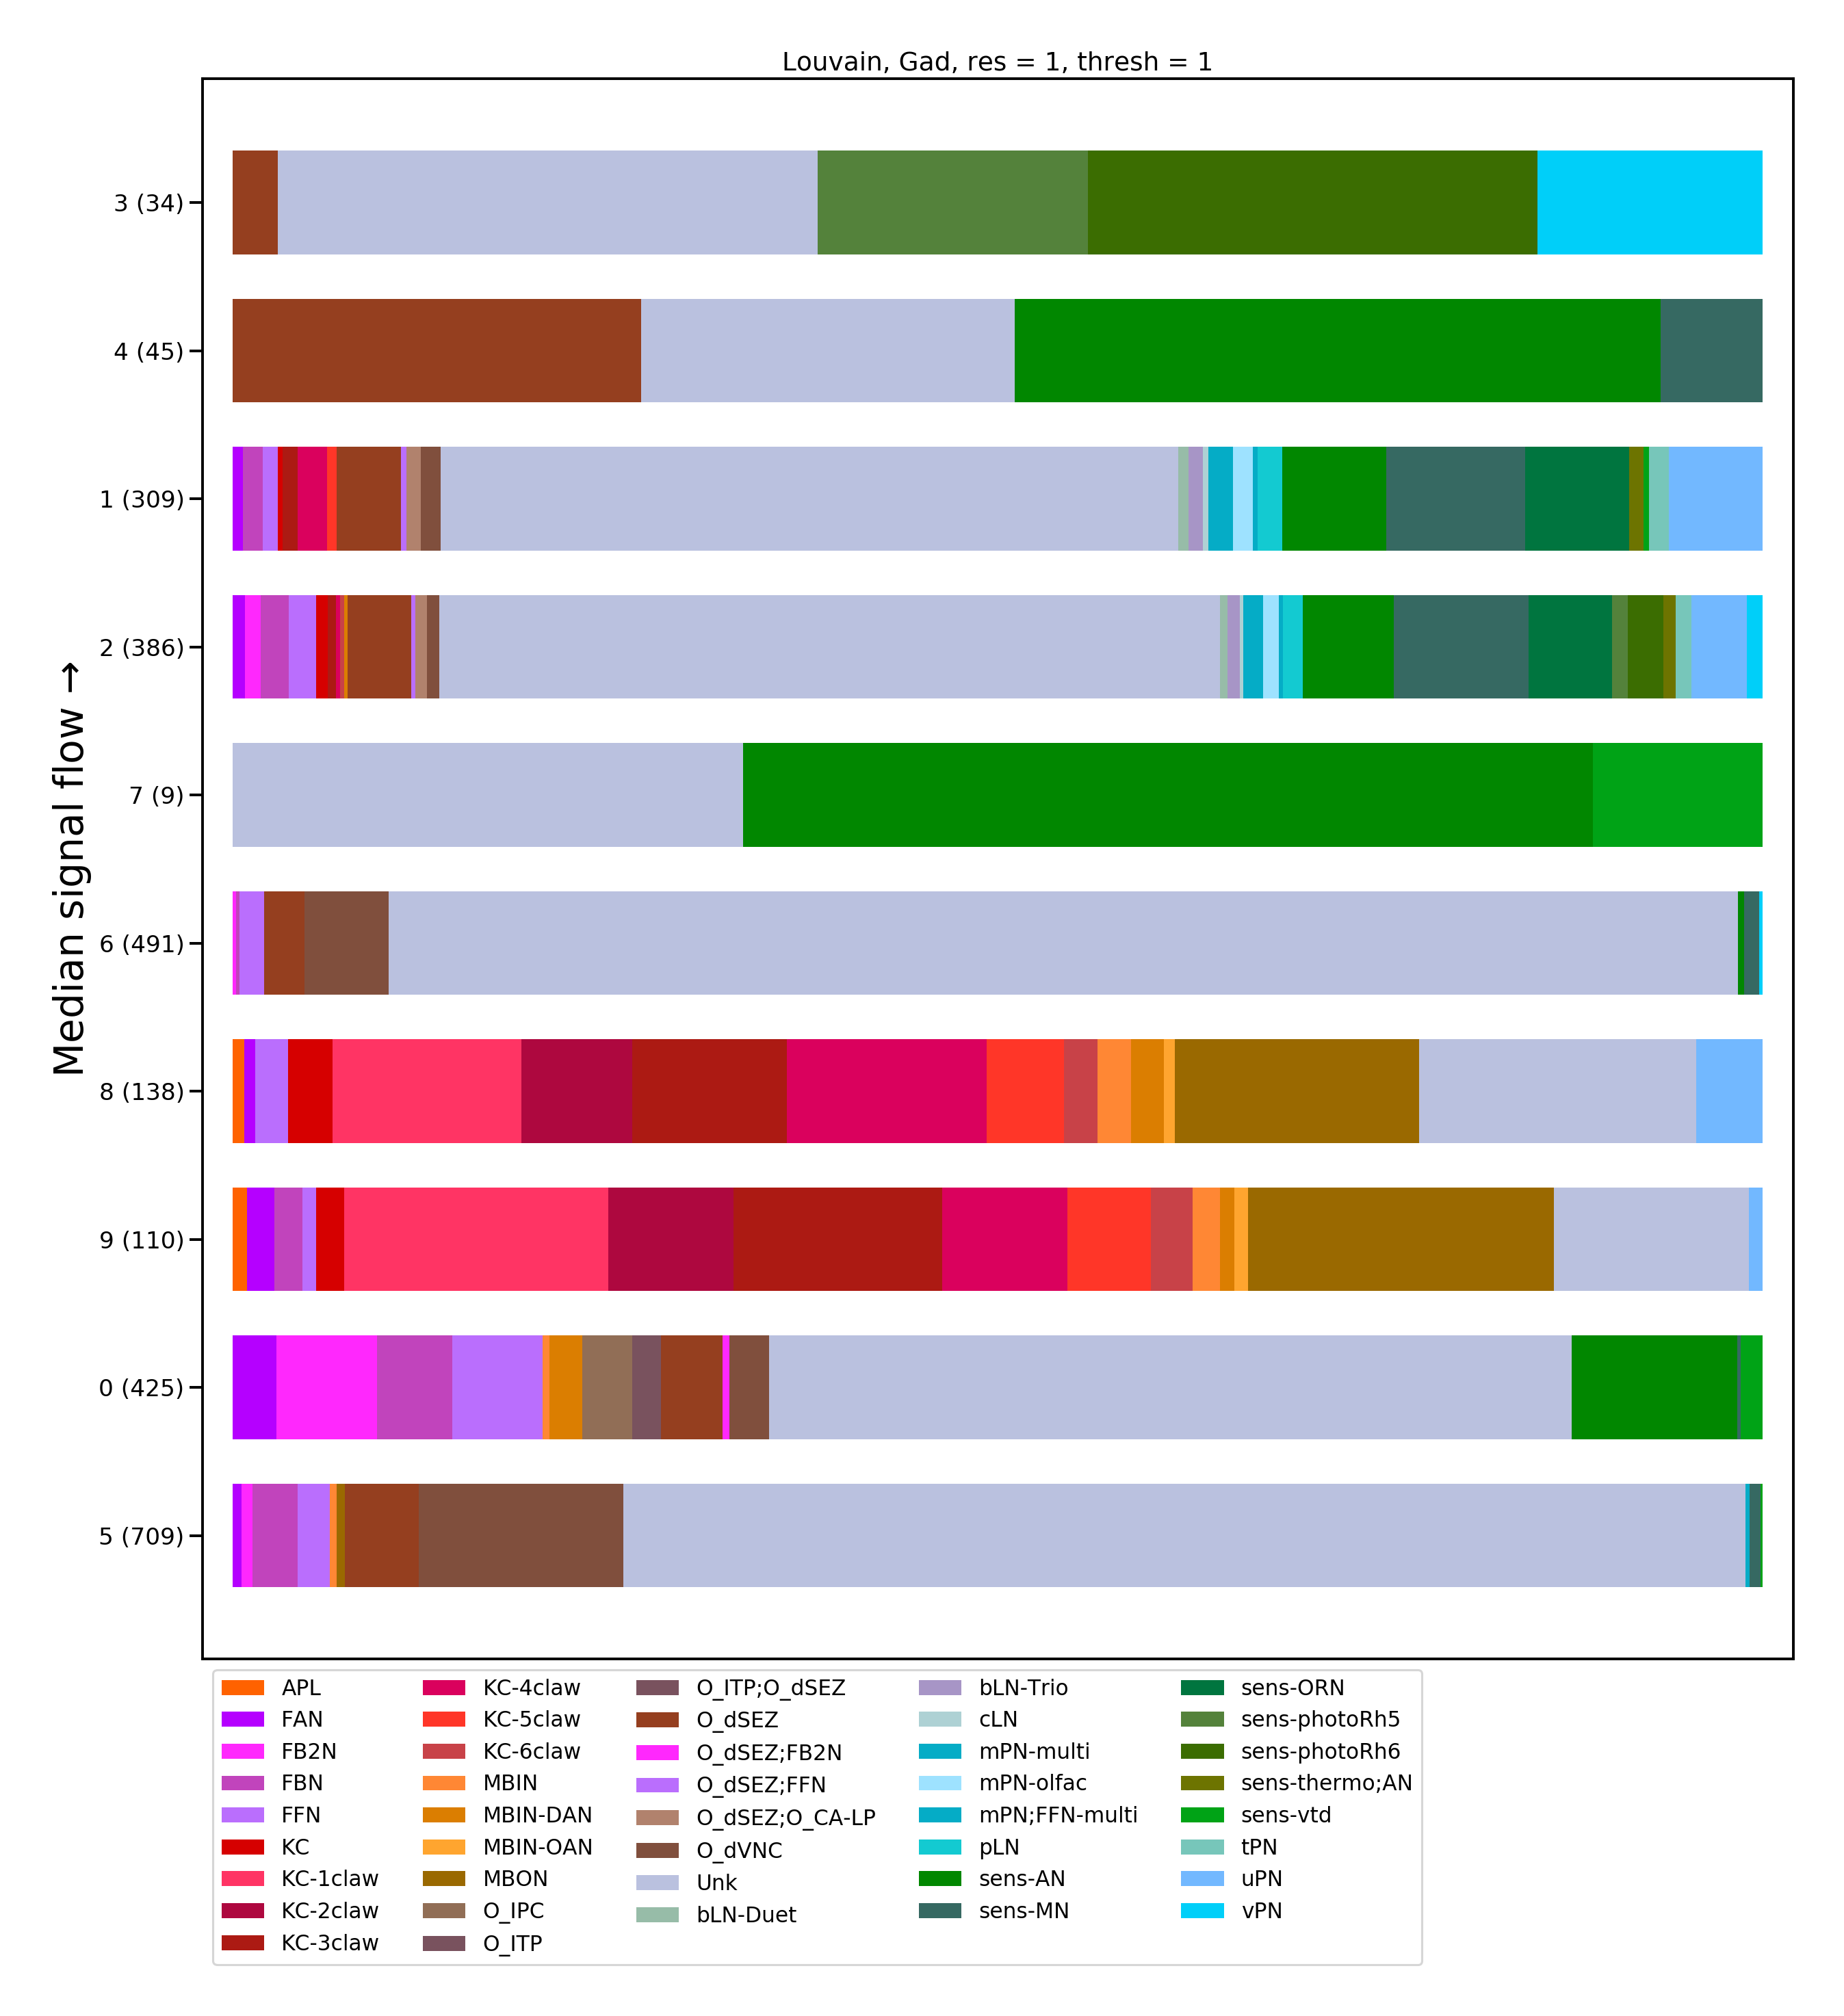 Louvain, Gad, res = 1, thresh = 1
Median signal flow →
3 (34)
4 (45)
1 (309)
2 (386)
7 (9)
6 (491)
8 (138)
9 (110)
0 (425)
5 (709)
APL
FAN
FB2N
FBN
FFN
KC
KC-1claw
KC-2claw
KC-3claw
KC-4claw
KC-5claw
KC-6claw
MBIN
MBIN-DAN
MBIN-OAN
MBON
O_IPC
O_ITP
O_ITP;O_dSEZ
O_dSEZ
O_dSEZ;FB2N
O_dSEZ;FFN
O_dSEZ;O_CA-LP
O_dVNC
Unk
bLN-Duet
bLN-Trio
cLN
mPN-multi
mPN-olfac
mPN;FFN-multi
pLN
sens-AN
sens-MN
sens-ORN
sens-photoRh5
sens-photoRh6
sens-thermo;AN
sens-vtd
tPN
uPN
vPN